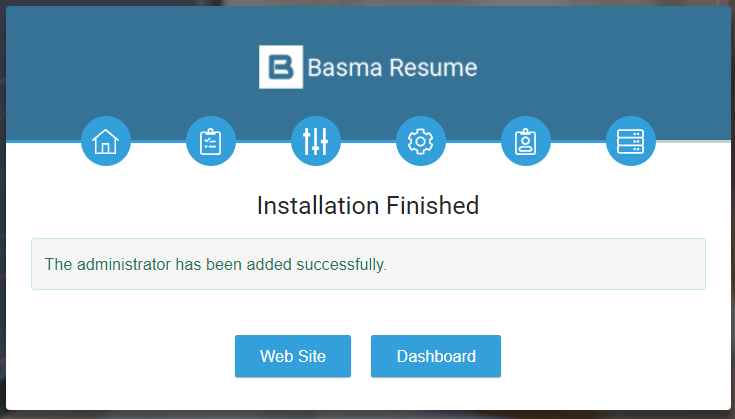 B Basma Resume
Installation Finished
The administrator has been added successfully.
Web Site Dashboard